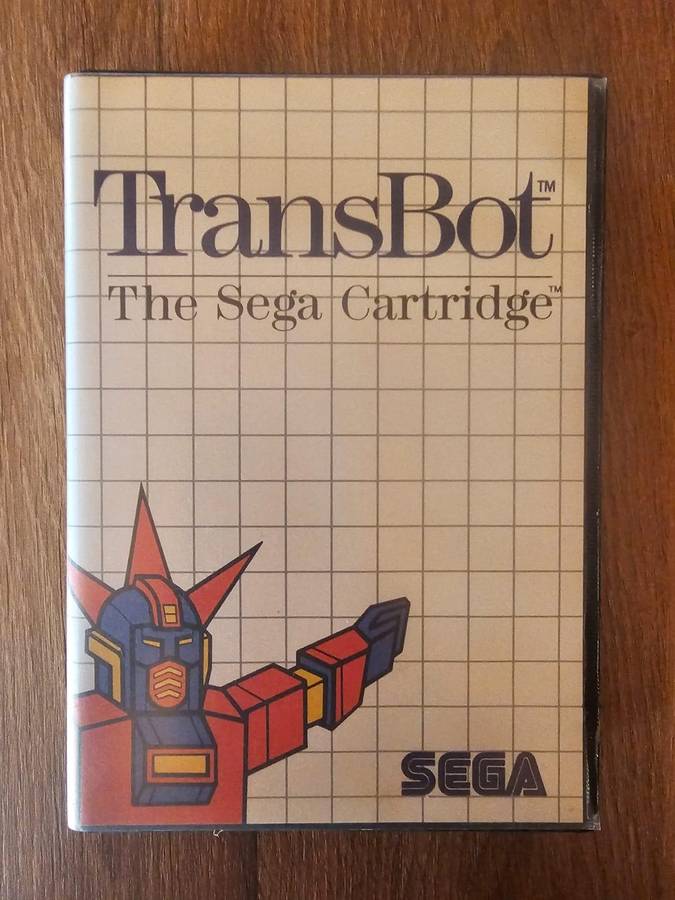 TransBot™
The Sega Cartridge™
SEGA